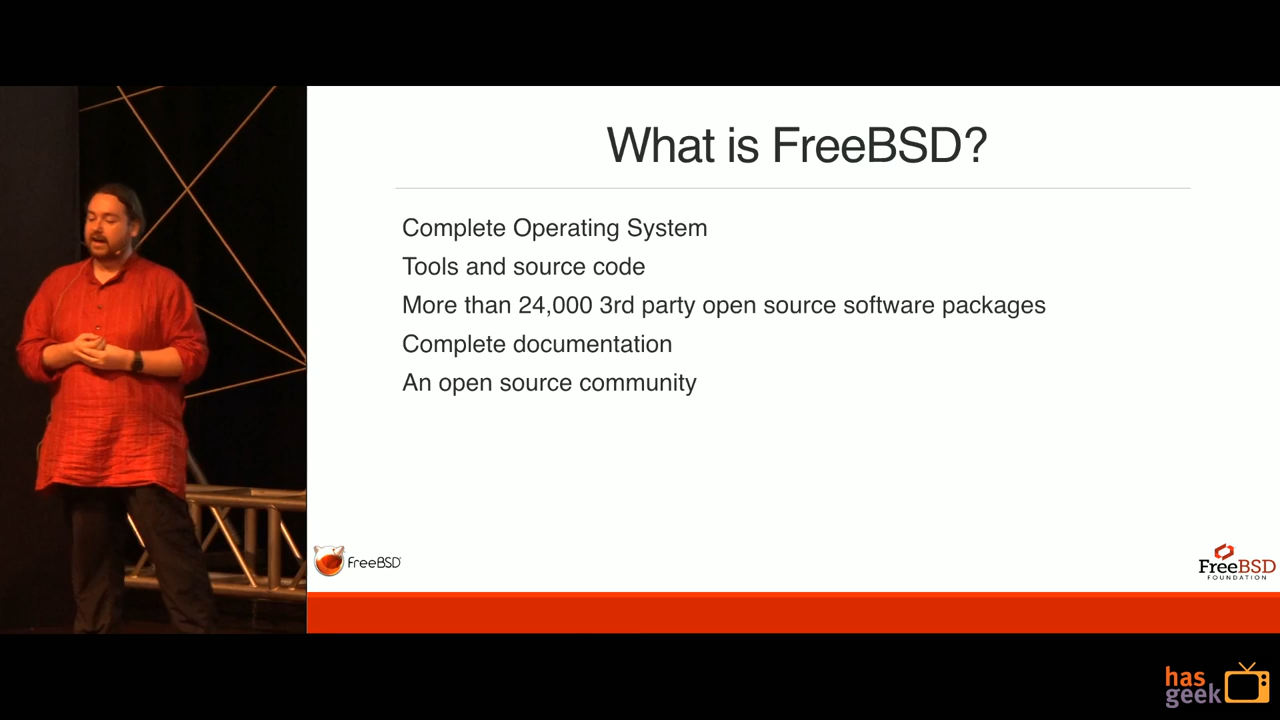 What is FreeBSD?
Complete Operating System
Tools and source code
More than 24,000 3rd party open source software packages
Complete documentation
An open source community
FreeBSD
FreeBSD
FOUNDATION
has
geek